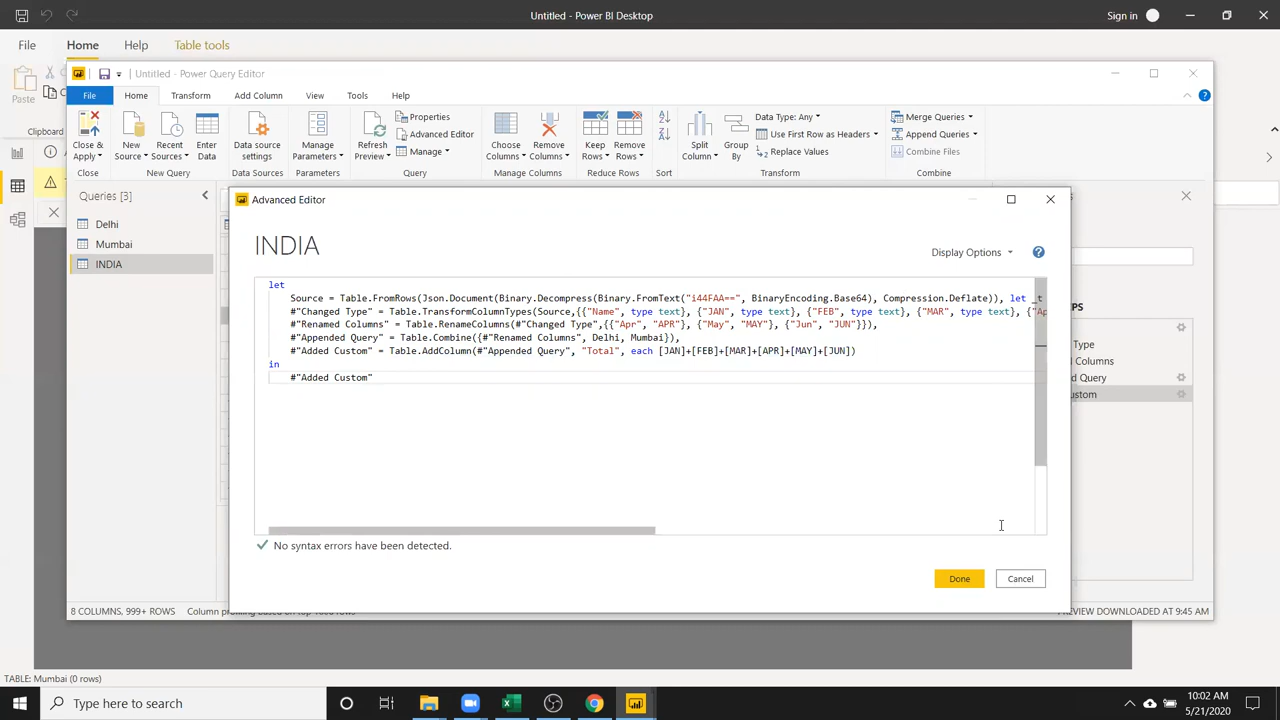 Untitled - Power BI Desktop
Sign in
File
Home
Help
Table tools
Untitled - Power Query Editor
Paste
Clipboard
File
Home
Transform
Add Column
View
Tools
Help
Close &
Apply
New
Source
Recent
Sources
Enter
Data
Data source
settings
Manage
Parameters
Refresh
Preview
Properties
Advanced Editor
Manage
Choose
Columns
Remove
Columns
Keep
Rows
Remove
Rows
Split
Column
Group
By
Data Type: Any
Use First Row as Headers
Replace Values
Merge Queries
Append Queries
Combine Files
Close
New Query
Data Sources
Parameters
Query
Manage Columns
Reduce Rows
Sort
Transform
Combine
Queries [3]
Delhi
Mumbai
INDIA
Advanced Editor
INDIA
Display Options
let
Source = Table.FromRows(Json.Document(Binary.Decompress(Binary.FromText("i44FAA==", BinaryEncoding.Base64), Compression.Deflate)), let _t
#"Changed Type" = Table.TransformColumnTypes(Source,{{"Name", type text}, {"JAN", type text}, {"FEB", type text}, {"MAR", type text}, {"Ap
#"Renamed Columns" = Table.RenameColumns(#"Changed Type",{{"Apr", "APR"}, {"May", "MAY"}, {"Jun", "JUN"}}),
#"Appended Query" = Table.Combine({#"Renamed Columns", Delhi, Mumbai}),
#"Added Custom" = Table.AddColumn(#"Appended Query", "Total", each [JAN]+[FEB]+[MAR]+[APR]+[MAY]+[JUN])
in
#"Added Custom"
No syntax errors have been detected.
Done
Cancel
PS
Type
Columns
d Query
ustom
8 COLUMNS, 999+ ROWS
PREVIEW DOWNLOADED AT 9:45 AM
TABLE: Mumbai (0 rows)
Type here to search
10:02 AM
5/21/2020